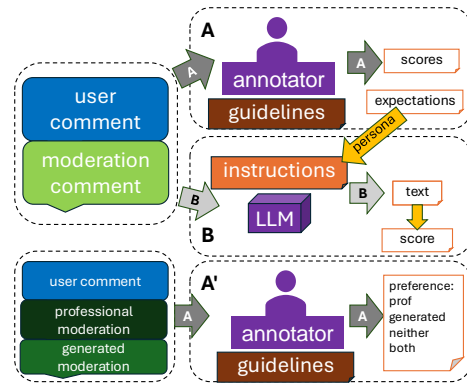 A
user
comment
moderation
comment
A
annotator
guidelines
A
scores
expectations
persona
B
instructions
LLM
B
text
score
B
user comment
professional
moderation
generated
moderation
A
A'
annotator
guidelines
A
preference:
prof
generated
neither
both